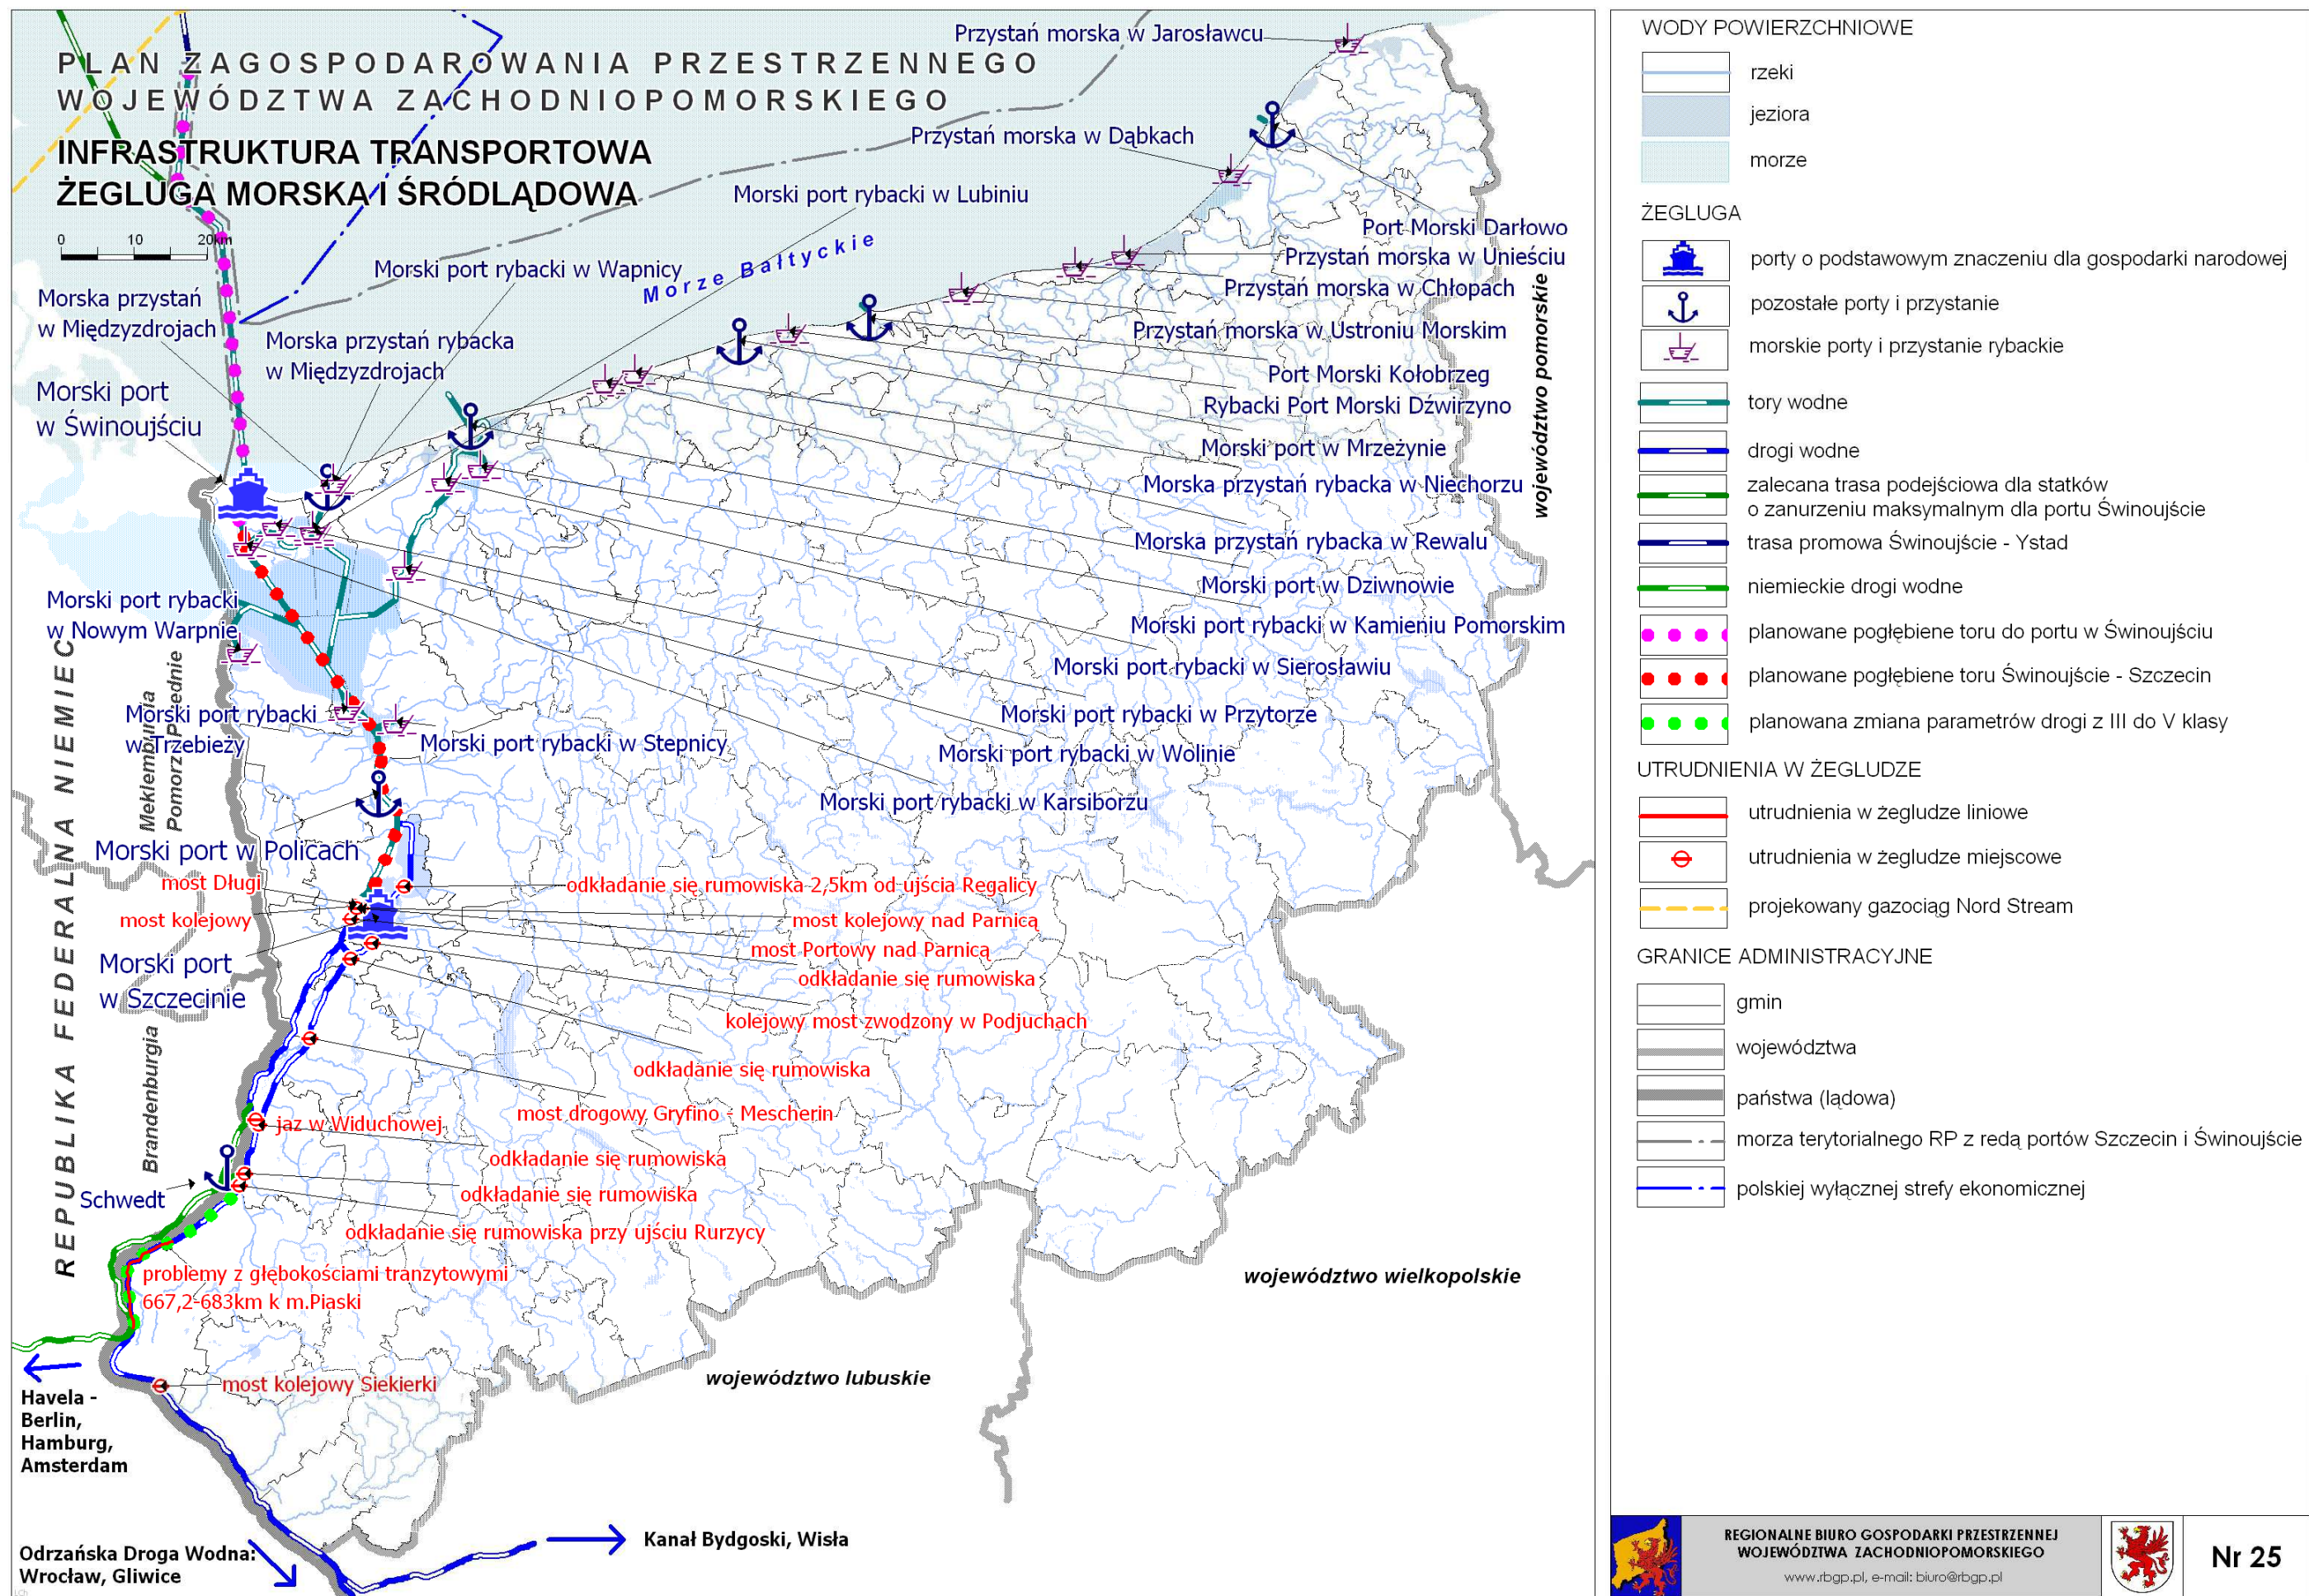 PLAN ZAGOSPODAROWANIA PRZESTRZENNEGO
WOJEWÓDZTWA ZACHODNIOPOMORSKIEGO
INFRASTRUKTURA TRANSPORTOWA
ŻEGLUGA MORSKA I ŚRÓDLĄDOWA
0 10 20km
Przystań morska w Jarosławcu
Przystań morska w Dąbkach
Morski port rybacki w Lubiniu
Morze Bałtyckie
Morski port rybacki w Wapnicy
Morska przystań
w Międzyzdrojach
Morska przystań rybacka
w Międzyzdrojach
Morski port
w Świnoujściu
Port Morski Darłowo
Przystań morska w Unieściu
Przystań morska w Chłopach
Przystań morska w Ustroniu Morskim
Port Morski Kołobrzeg
Rybacki Port Morski Dźwirzyno
Morski port w Mrzeżynie
Morska przystań rybacka w Niechorzu
Morska przystań rybacka w Rewalu
Morski port w Dziwnowie
Morski port rybacki w Kamieniu Pomorskim
Morski port rybacki w Sierosławiu
Morski port rybacki w Przytorze
Morski port rybacki w Wolinie
Morski port rybacki w Karsiborzu
województwo pomorskie
Morski port rybacki
w Nowym Warpnie
Morski port rybacki
w Trzebieży
Morski port rybacki w Stepnicy
REPUBLIKA FEDERALNA NIEMIEC
Meklemburgia
Pomorze Przednie
Brandenburgia
Morski port w Policach
most Długi
most kolejowy
Morski port
w Szczecinie
odkładanie się rumowiska 2,5km od ujścia Regalicy
most kolejowy nad Parnicą
most Portowy nad Parnicą
odkładanie się rumowiska
kolejowy most zwodzony w Podjuchach
odkładanie się rumowiska
most drogowy Gryfino - Mescherin
jaz w Widuchowej
odkładanie się rumowiska
odkładanie się rumowiska
Schwedt
odkładanie się rumowiska przy ujściu Rurzycy
problemy z głębokościami tranzytowymi
667,2-683km k m.Piaski
most kolejowy Siekierki
województwo wielkopolskie
województwo lubuskie
Havela -
Berlin,
Hamburg,
Amsterdam
Kanał Bydgoski, Wisła
Odrzańska Droga Wodna:
Wrocław, Gliwice
WODY POWIERZCHNIOWE
rzeki
jeziora
morze
ŻEGLUGA
porty o podstawowym znaczeniu dla gospodarki narodowej
pozostałe porty i przystanie
morskie porty i przystanie rybackie
tory wodne
drogi wodne
zalecana trasa podejściowa dla statków
o zanurzeniu maksymalnym dla portu Świnoujście
trasa promowa Świnoujście - Ystad
niemieckie drogi wodne
planowane pogłębiene toru do portu w Świnoujściu
planowane pogłębiene toru Świnoujście - Szczecin
planowana zmiana parametrów drogi z III do V klasy
UTRUDNIENIA W ŻEGLUDZE
utrudnienia w żegludze liniowe
utrudnienia w żegludze miejscowe
projekowany gazociąg Nord Stream
GRANICE ADMINISTRACYJNE
gmin
województwa
państwa (lądowa)
morza terytorialnego RP z redą portów Szczecin i Świnoujście
polskiej wyłącznej strefy ekonomicznej
REGIONALNE BIURO GOSPODARKI PRZESTRZENNEJ
WOJEWÓDZTWA ZACHODNIOPOMORSKIEGO
www.rbgp.pl, e-mail: biuro@rbgp.pl
Nr 25